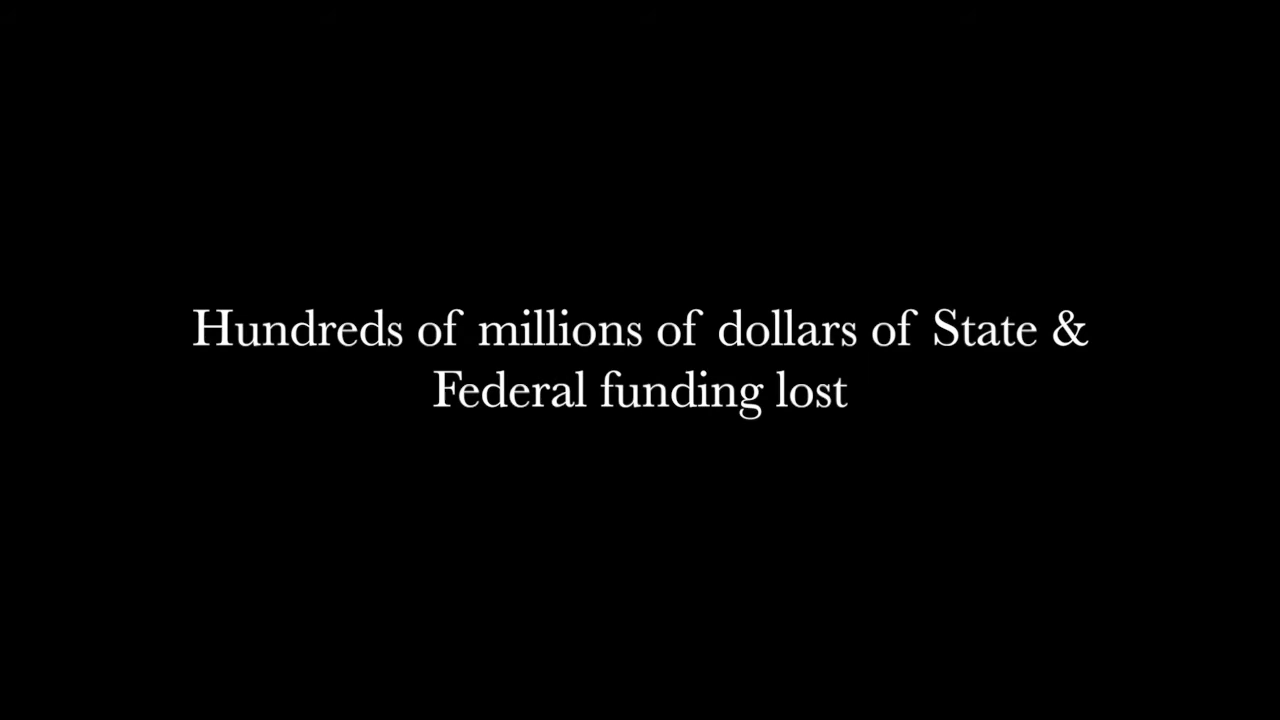 Hundreds of millions of dollars of State &
Federal funding lost